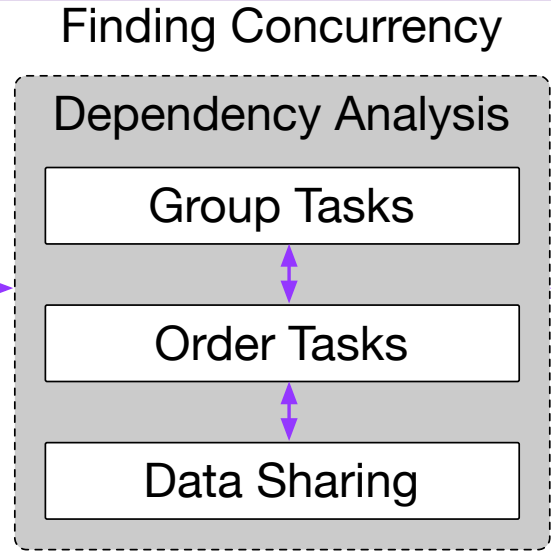 Finding Concurrency
Dependency Analysis
Group Tasks
Order Tasks
Data Sharing